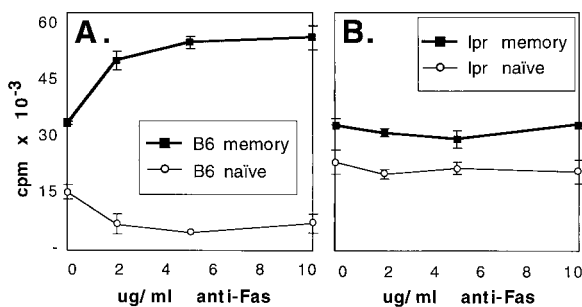 60
45
30
15
-
cpm x 10-3
A.
B6 memory
B6 naïve
0 2 4 6 8 10
ug/ ml anti-Fas
B.
lpr memory
lpr naïve
0 2 4 6 8 10
ug/ml anti-Fas